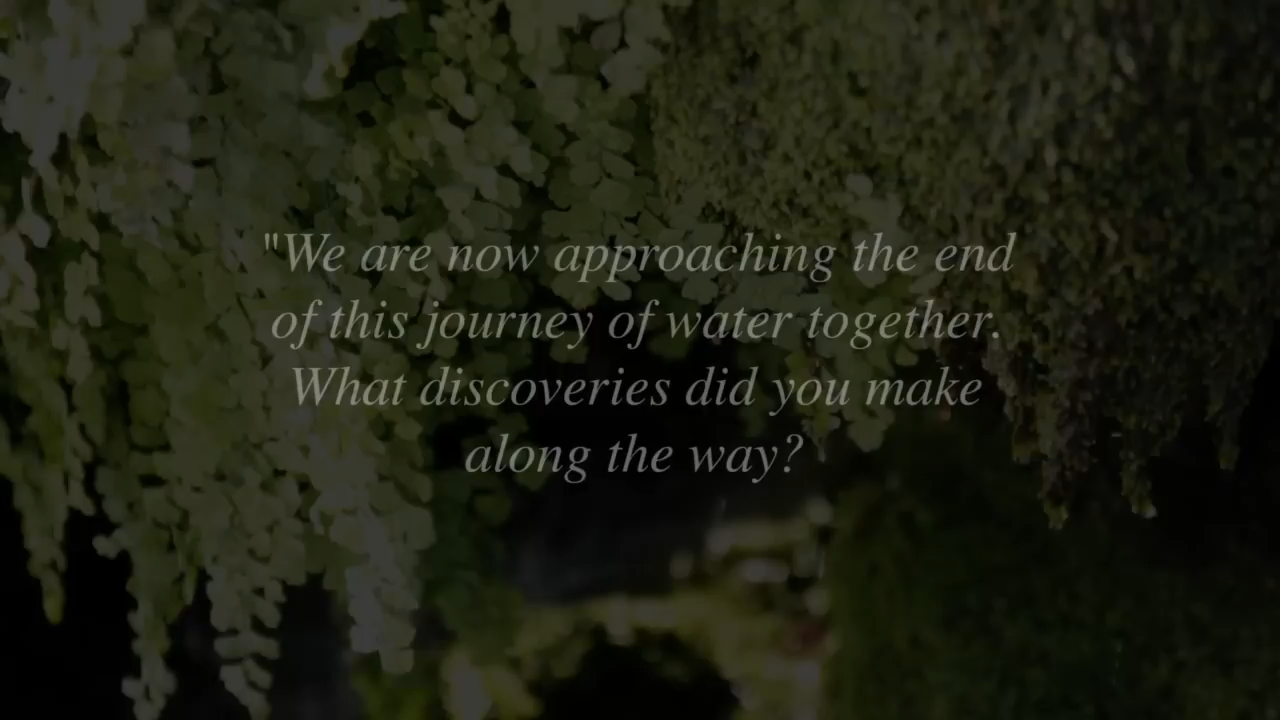 "We are now approaching the end
of this journey of water together.
What discoveries did you make
along the way?